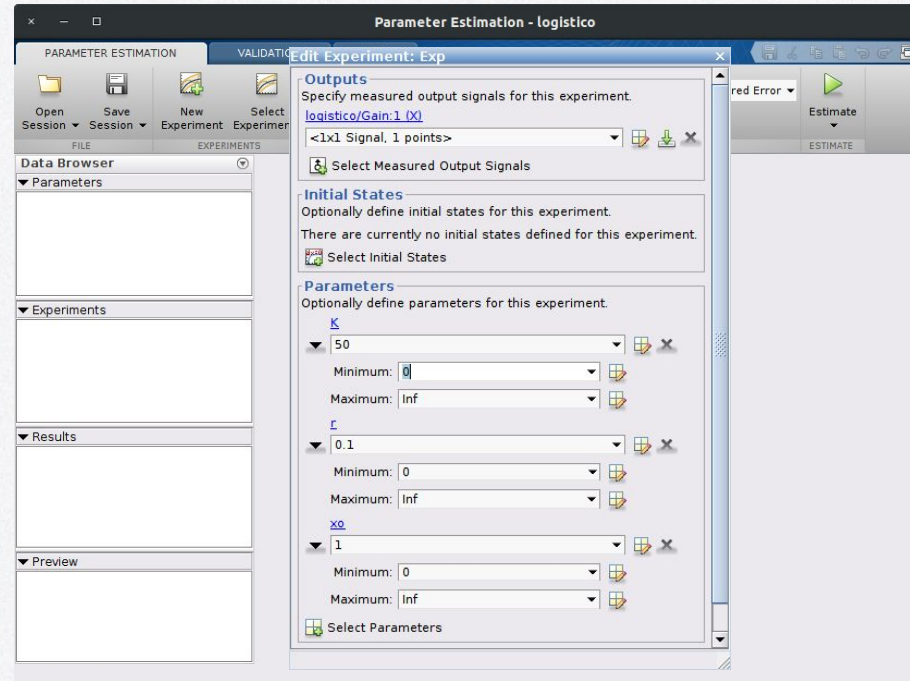 Parameter Estimation - logistico
PARAMETER ESTIMATION
Edit Experiment: Exp
Open Session
Save Session
New Experiment
Select
red Error
Estimate
FILE
EXPERIMENTS
ESTIMATE
Data Browser
Parameters
Experiments
Results
Preview
Outputs
Specify measured output signals for this experiment.
logistico/Gain:1 (X)
<1x1 Signal, 1 points>
Select Measured Output Signals
Initial States
Optionally define initial states for this experiment.
There are currently no initial states defined for this experiment.
Select Initial States
Parameters
Optionally define parameters for this experiment.
K
50
Minimum: 0
Maximum: Inf
r
0.1
Minimum: 0
Maximum: Inf
xo
1
Minimum: 0
Maximum: Inf
Select Parameters